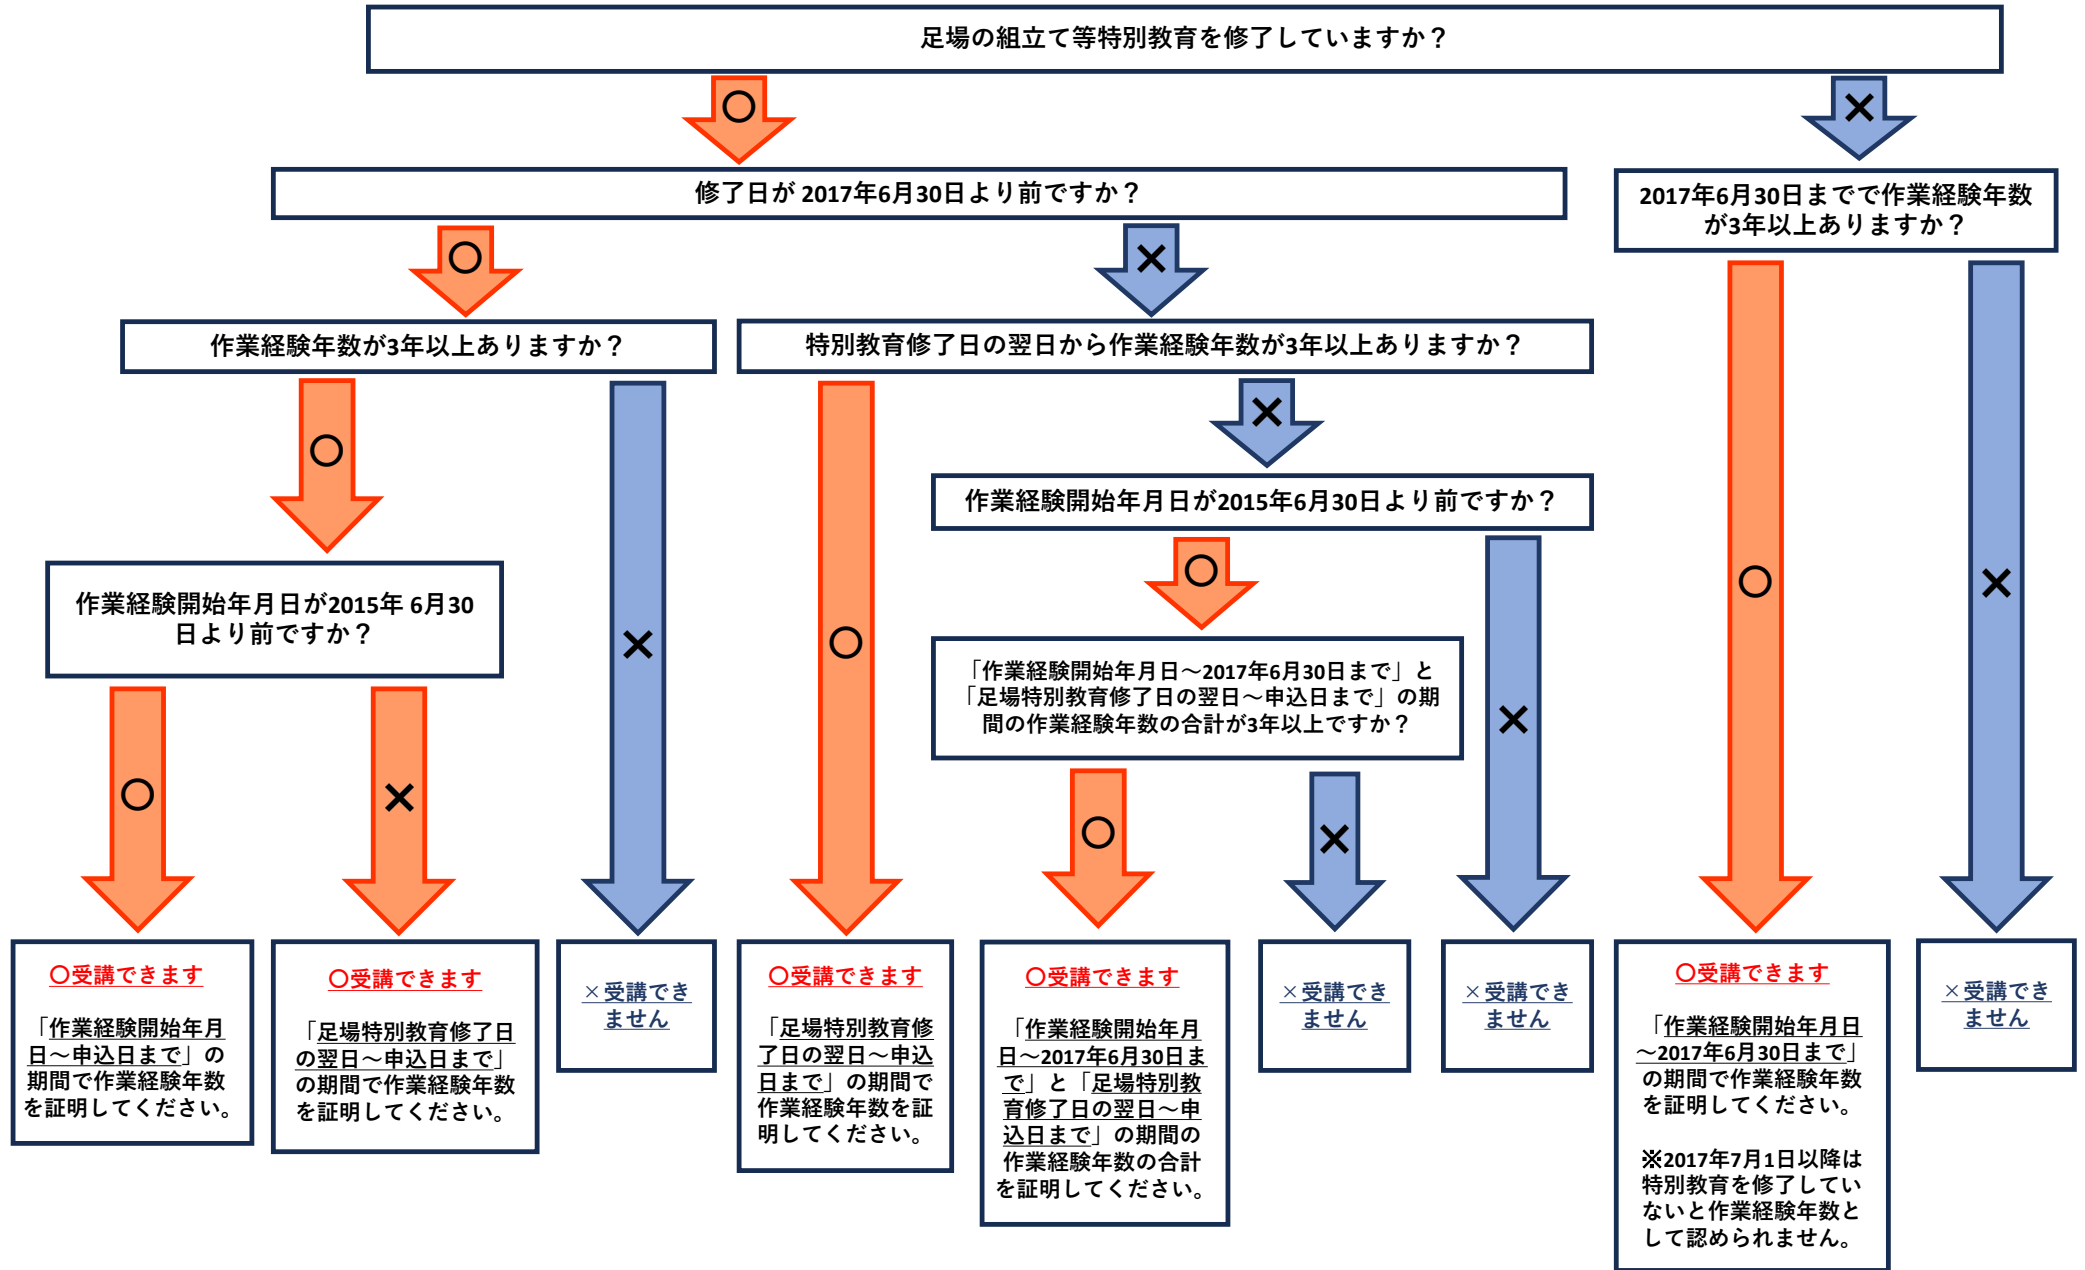 足場の組立て等特別教育を修了していますか？
〇
×
修了日が 2017年6月30日より前ですか？
2017年6月30日までで作業経験年数
が3年以上ありますか？
〇
×
作業経験年数が3年以上ありますか？
特別教育修了日の翌日から作業経験年数が3年以上ありますか？
〇
×
〇
×
〇
×
作業経験開始年月日が2015年6月30日より前ですか？
〇
×
作業経験開始年月日が2015年 6月30
日より前ですか？
「作業経験開始年月日～2017年6月30日まで」と
「足場特別教育修了日の翌日～申込日まで」の期
間の作業経験年数の合計が3年以上ですか？
〇
×
〇
×
〇受講できます
「作業経験開始年月
日～申込日まで」の
期間で作業経験年数
を証明してください。
〇受講できます
「足場特別教育修了日
の翌日～申込日まで」
の期間で作業経験年数
を証明してください。
×受講でき
ません
〇受講できます
「足場特別教育修
了日の翌日～申込
日まで」の期間で
作業経験年数を証
明してください。
〇受講できます
「作業経験開始年月
日～2017年6月30日ま
で」と「足場特別教
育修了日の翌日～申
込日まで」の期間の
作業経験年数の合計
を証明してください。
×受講でき
ません
×受講でき
ません
〇受講できます
「作業経験開始年月日
～2017年6月30日まで」
の期間で作業経験年数
を証明してください。
※2017年7月1日以降は
特別教育を修了してい
ないと作業経験年数と
して認められません。
×受講でき
ません